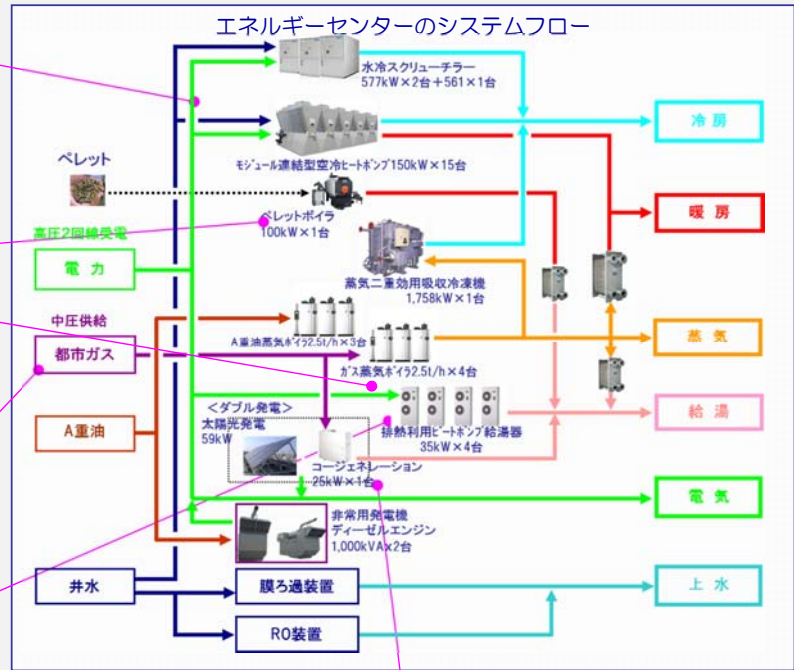 エネルギーセンターのシステムフロー
水冷スクリューチラー
577kW×2台+561×1台
冷 房
モジュール連結型空冷ヒートポンプ150kW×15台
ペレット
ペレットボイラ
100kW×1台
暖 房
高圧2回線受電
電 力
蒸気二重効用吸収冷凍機
1,758kW×1台
中圧供給
都市ガス
A重油蒸気ボイラ2.5t/h×3台
ガス蒸気ボイラ2.5t/h×4台
蒸 気
A重油
<ダブル発電>
太陽光発電
59kW
排熱利用ヒートポンプ給湯器
35kW×4台
給 湯
コージェネレーション
25kW×1台
電 気
非常用発電機
ディーゼルエンジン
1,000kVAx2台
井水
膜ろ過装置
上 水
RO装置